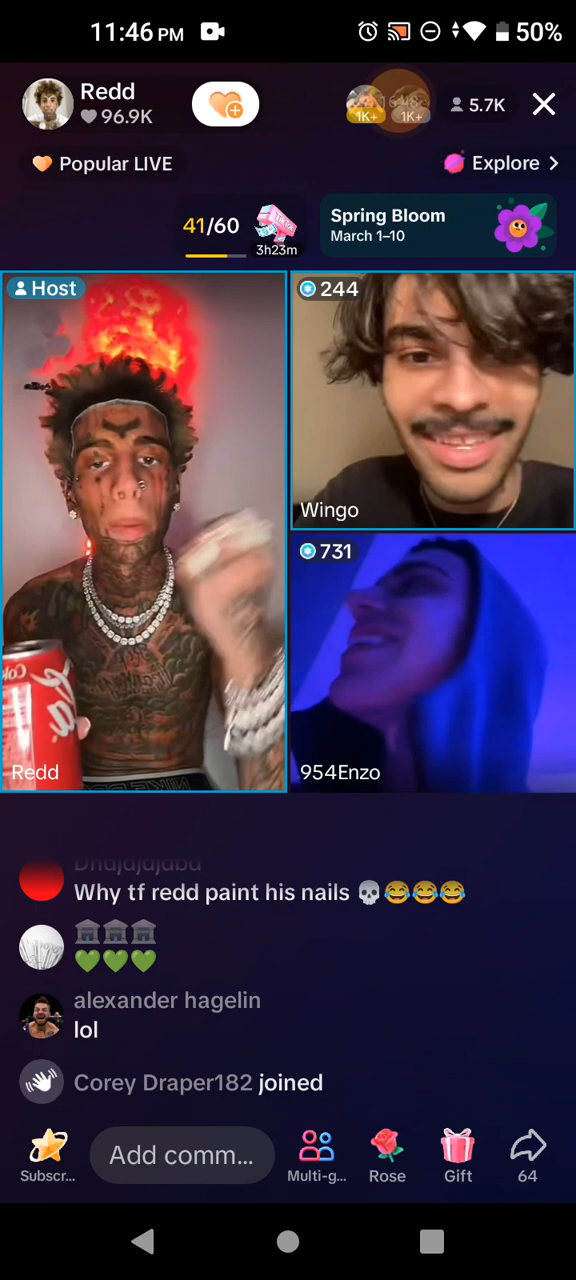 11:46 PM
50%
Redd
96.9K
1K+
1K+
5.7K
Popular LIVE
Explore
41/60
TikTok
3h23m
Spring Bloom
March 1–10
Host
244
Wingo
731
Redd
954Enzo
Why tf redd paint his nails 💀😂😂😂
🏛🏛🏛
💚💚💚
alexander hagelin
lol
Corey Draper182 joined
Add comm...
Subscr...
Multi-g...
Rose
Gift
64